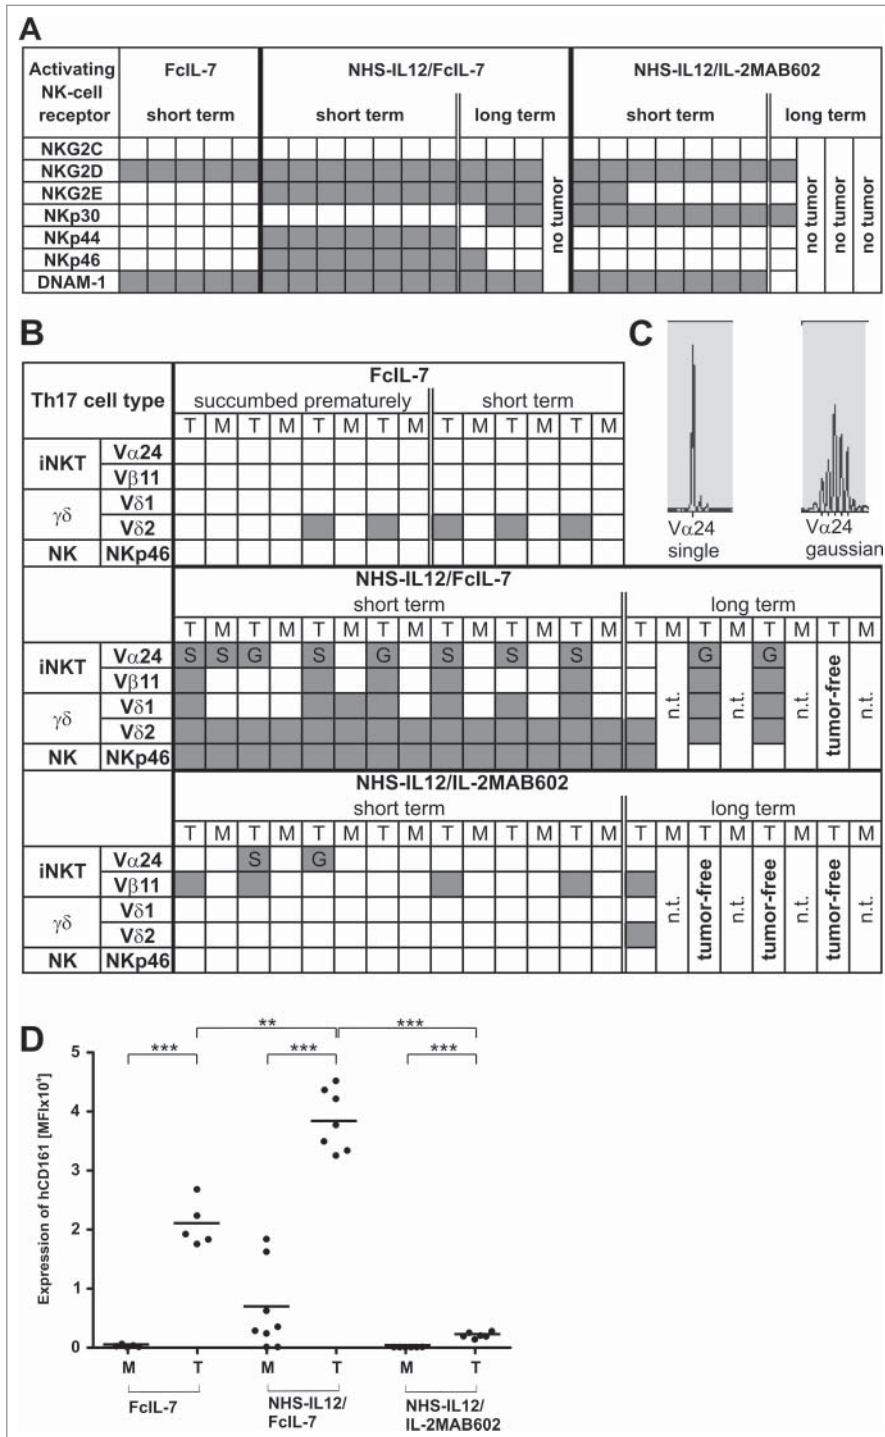 A
Activating NK-cell receptor
FcIL-7
NHS-IL12/FcIL-7
NHS-IL12/IL-2MAB602
short term
short term
long term
short term
long term
NKG2C
NKG2D
NKG2E
NKp30
NKp44
NKp46
DNAM-1
no tumor
no tumor
no tumor
no tumor
B
Th17 cell type
FcIL-7
succumbed prematurely
short term
T M T M T M T M T M T M T M
iNKT
Vα24
Vβ11
γδ
Vδ1
Vδ2
NK
NKp46
NHS-IL12/FcIL-7
short term
long term
T M T M T M T M T M T M T M T M T M T M T M
iNKT
Vα24
S S G S G S S S G G
Vβ11
γδ
Vδ1
Vδ2
NK
NKp46
n.t.
n.t.
n.t.
tumor-free
n.t.
NHS-IL12/IL-2MAB602
short term
long term
T M T M T M T M T M T M T M T M T M T M T M
iNKT
Vα24
S G
Vβ11
γδ
Vδ1
Vδ2
NK
NKp46
n.t.
tumor-free
n.t.
tumor-free
n.t.
tumor-free
n.t.
C
Vα24
single
Vα24
gaussian
D
Expression of hCD161 [MFIx10⁴]
5
4
3
2
1
0
** ***
*** *** ***
M T M T M T
FcIL-7
NHS-IL12/
FcIL-7
NHS-IL12/
IL-2MAB602